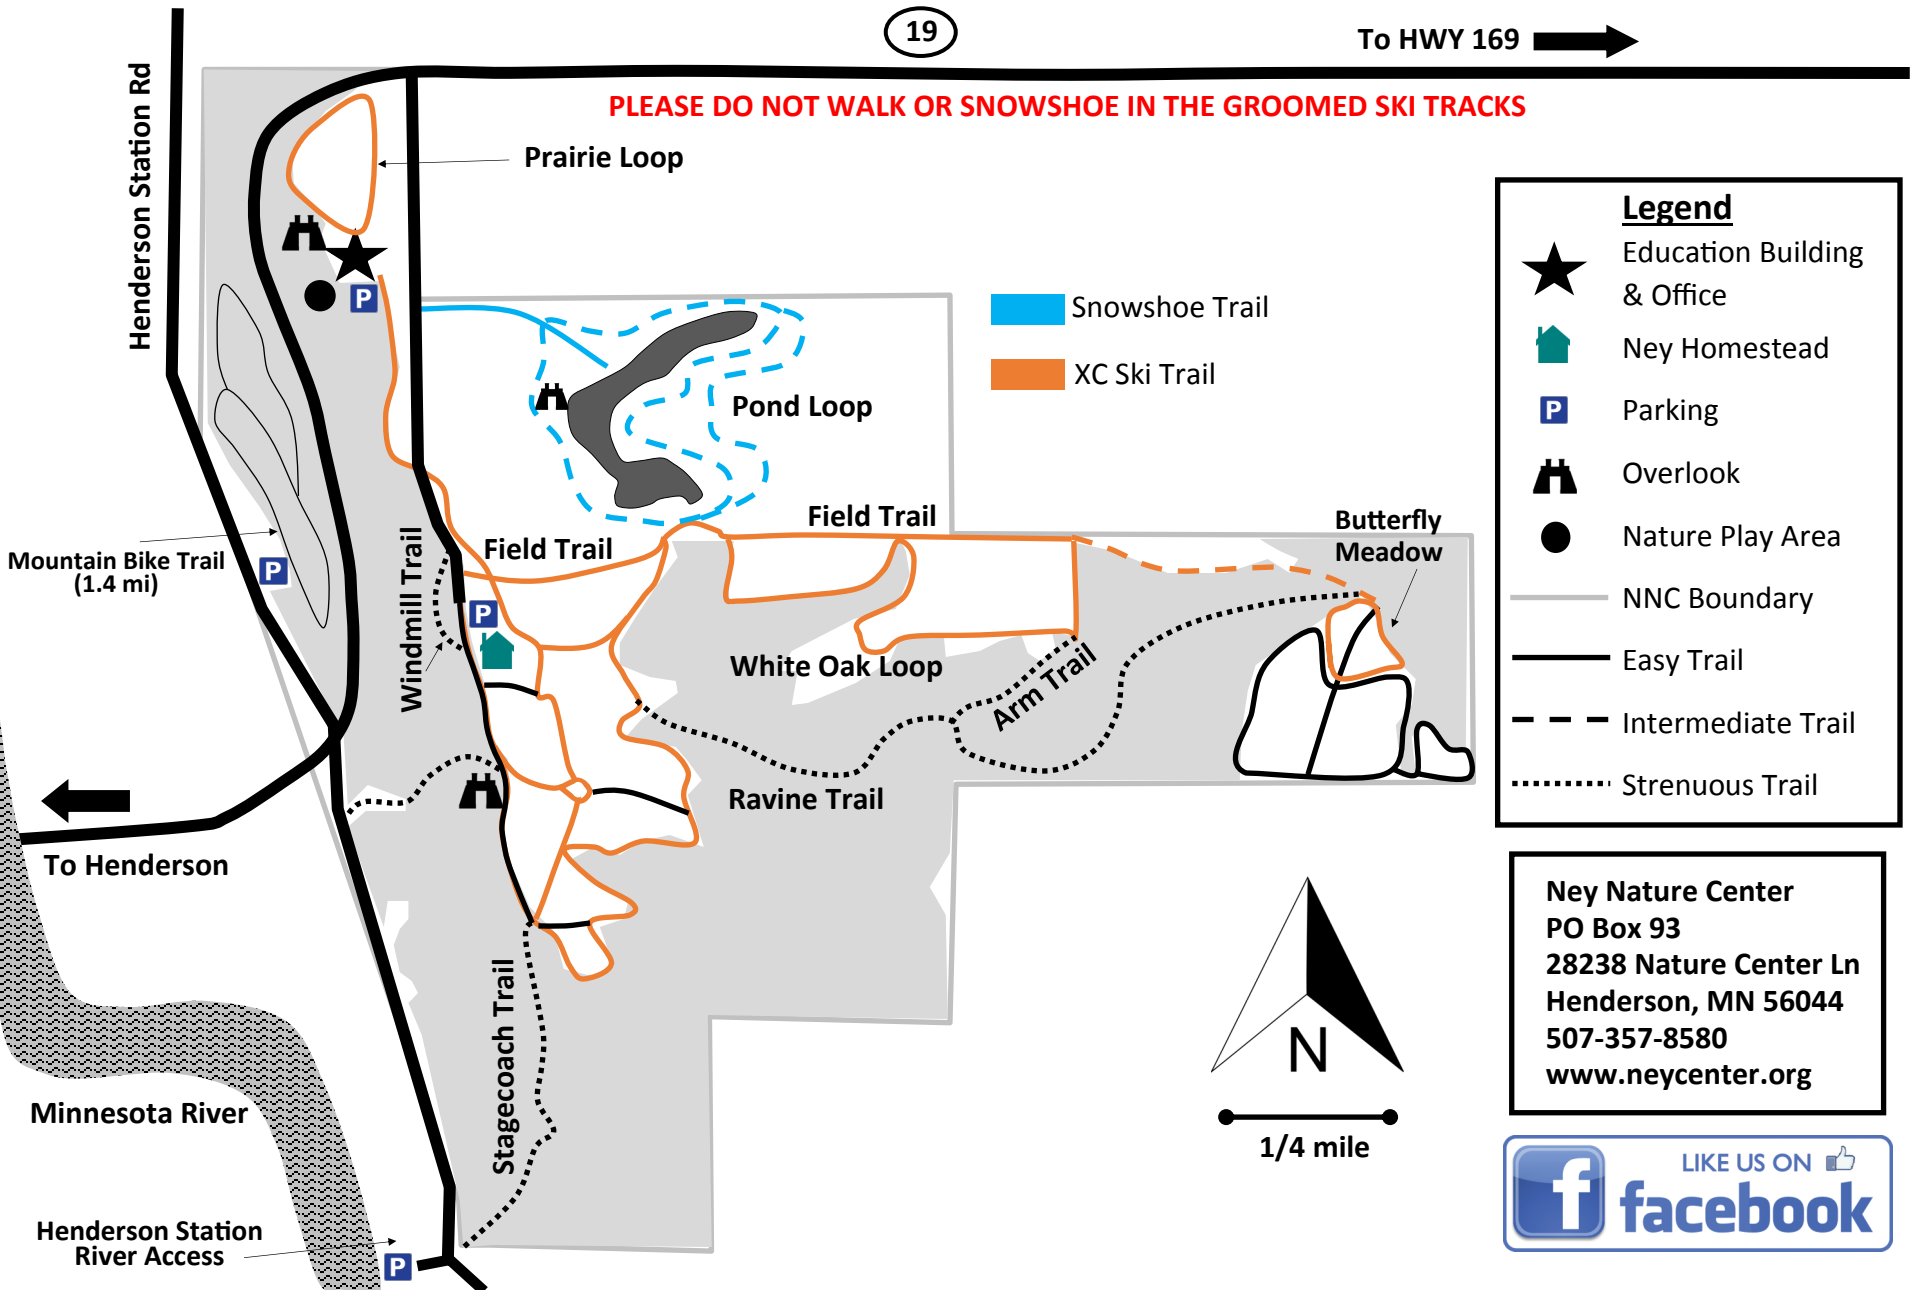 19
To HWY 169
PLEASE DO NOT WALK OR SNOWSHOE IN THE GROOMED SKI TRACKS
Henderson Station Rd
Prairie Loop
P
Snowshoe Trail
XC Ski Trail
Pond Loop
Field Trail
Field Trail
Butterfly
Meadow
Mountain Bike Trail
(1.4 mi)
P
Windmill Trail
P
White Oak Loop
Arm Trail
Ravine Trail
To Henderson
Stagecoach Trail
Minnesota River
Henderson Station
River Access
P
Legend
Education Building
& Office
Ney Homestead
P
Parking
Overlook
Nature Play Area
NNC Boundary
Easy Trail
Intermediate Trail
Strenuous Trail
N
1/4 mile
Ney Nature Center
PO Box 93
28238 Nature Center Ln
Henderson, MN 56044
507-357-8580
www.neycenter.org
f
LIKE US ON
facebook